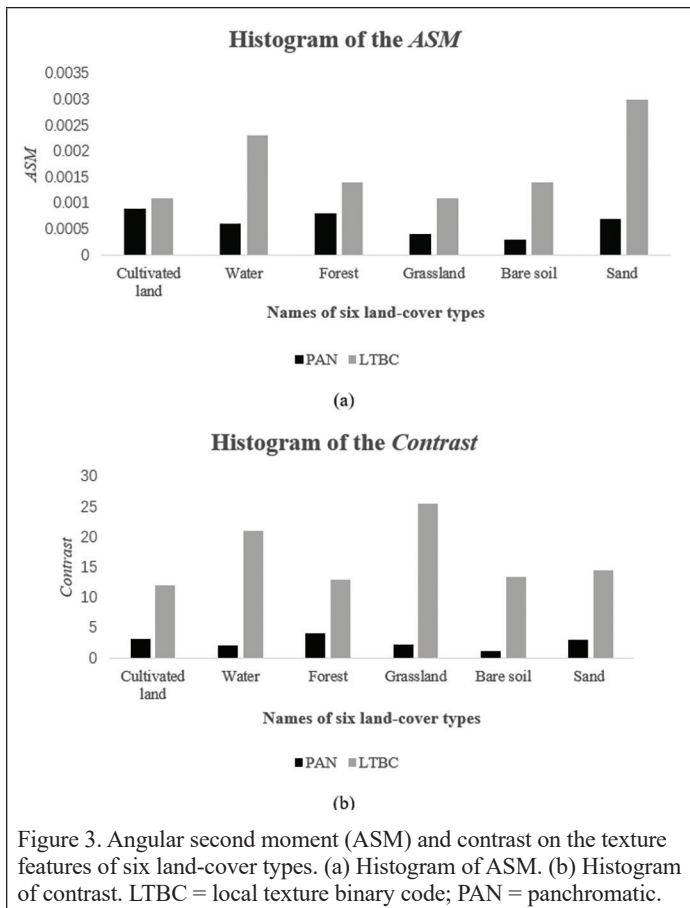 Histogram of the ASM
0.0035
0.003
0.0025
0.002
0.0015
0.001
0.0005
0
ASM
Cultivated land
Water
Forest
Grassland
Bare soil
Sand
Names of six land-cover types
PAN LTBC
(a)
Histogram of the Contrast
30
25
20
15
10
5
0
Contrast
Cultivated land
Water
Forest
Grassland
Bare soil
Sand
Names of six land-cover types
PAN LTBC
(b)
Figure 3. Angular second moment (ASM) and contrast on the texture
features of six land-cover types. (a) Histogram of ASM. (b) Histogram
of contrast. LTBC = local texture binary code; PAN = panchromatic.